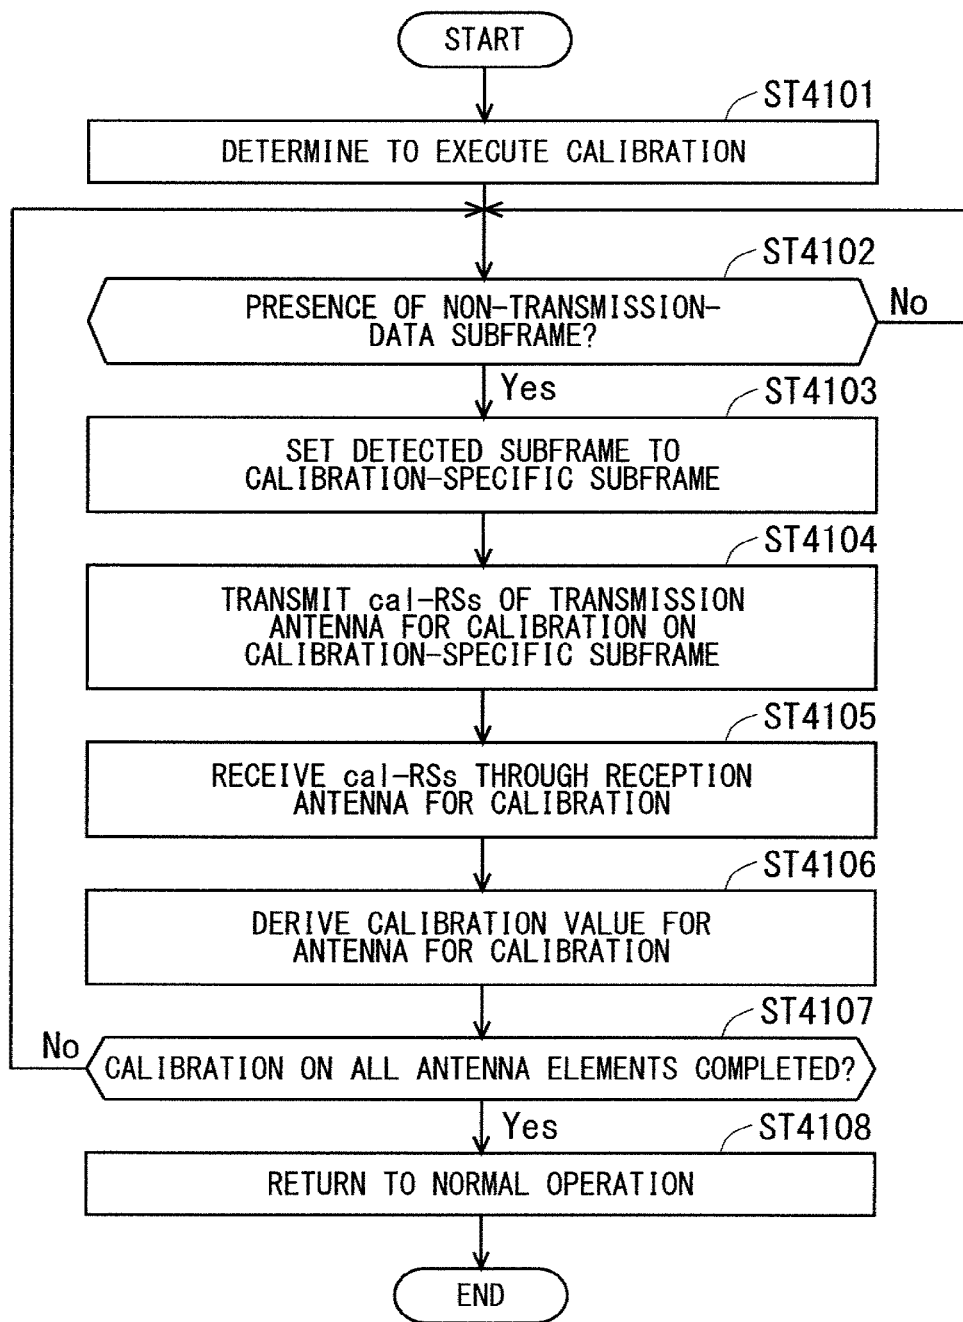 START
ST4101
DETERMINE TO EXECUTE CALIBRATION
ST4102
PRESENCE OF NON-TRANSMISSION-
DATA SUBFRAME?
No
Yes
ST4103
SET DETECTED SUBFRAME TO
CALIBRATION-SPECIFIC SUBFRAME
ST4104
TRANSMIT cal-RSs OF TRANSMISSION
ANTENNA FOR CALIBRATION ON
CALIBRATION-SPECIFIC SUBFRAME
ST4105
RECEIVE cal-RSs THROUGH RECEPTION
ANTENNA FOR CALIBRATION
ST4106
DERIVE CALIBRATION VALUE FOR
ANTENNA FOR CALIBRATION
ST4107
No
CALIBRATION ON ALL ANTENNA ELEMENTS COMPLETED?
Yes
ST4108
RETURN TO NORMAL OPERATION
END